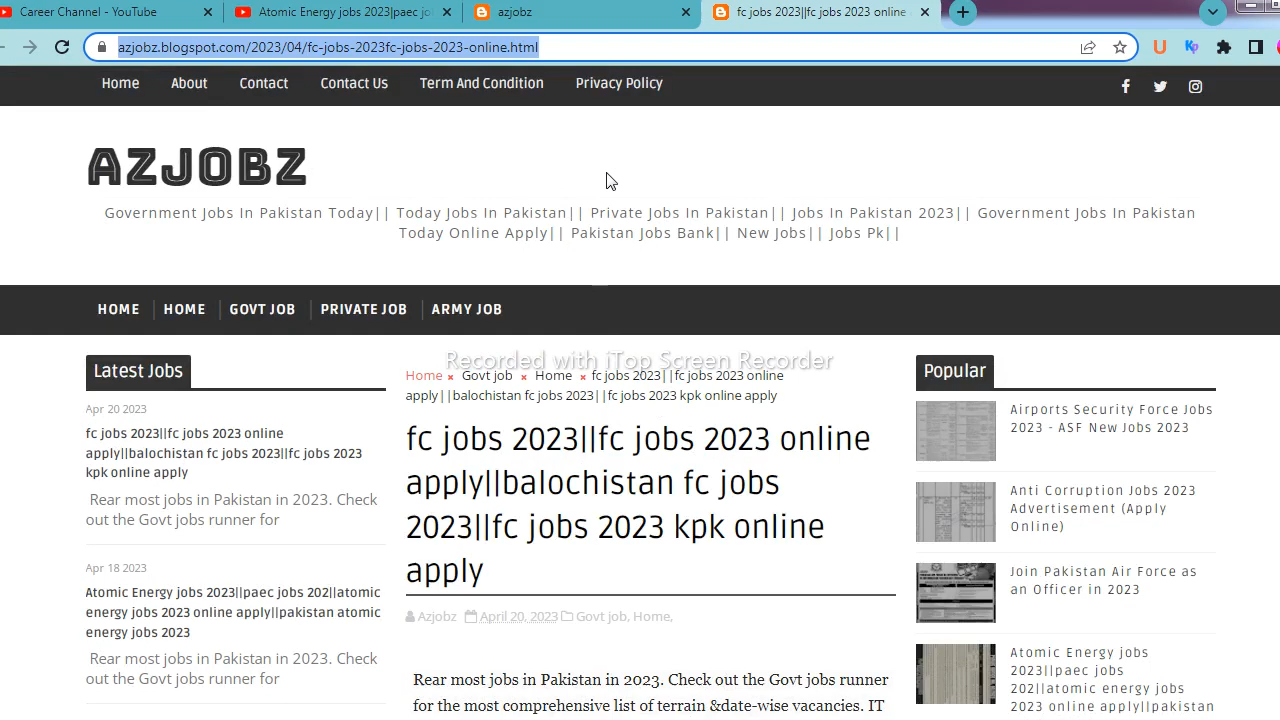 Career Channel - YouTube
Atomic Energy jobs 2023|paec jo
azjobz
fc jobs 2023||fc jobs 2023 online
azjobz.blogspot.com/2023/04/fc-jobs-2023fc-jobs-2023-online.html
Home About Contact Contact Us Term And Condition Privacy Policy
AZJOBZ
Government Jobs In Pakistan Today|| Today Jobs In Pakistan|| Private Jobs In Pakistan|| Jobs In Pakistan 2023|| Government Jobs In Pakistan
Today Online Apply|| Pakistan Jobs Bank|| New Jobs|| Jobs Pk||
HOME HOME GOVT JOB PRIVATE JOB ARMY JOB
Recorded with iTop Screen Recorder
Latest Jobs
Apr 20 2023
fc jobs 2023||fc jobs 2023 online
apply||balochistan fc jobs 2023||fc jobs 2023
kpk online apply
Rear most jobs in Pakistan in 2023. Check
out the Govt jobs runner for
Apr 18 2023
Atomic Energy jobs 2023||paec jobs 202||atomic
energy jobs 2023 online apply||pakistan atomic
energy jobs 2023
Rear most jobs in Pakistan in 2023. Check
out the Govt jobs runner for
Home × Govt job × Home × fc jobs 2023||fc jobs 2023 online
apply||balochistan fc jobs 2023||fc jobs 2023 kpk online apply
fc jobs 2023||fc jobs 2023 online
apply||balochistan fc jobs
2023||fc jobs 2023 kpk online
apply
Azjobz April 20, 2023 Govt job, Home,
Rear most jobs in Pakistan in 2023. Check out the Govt jobs runner
for the most comprehensive list of terrain &date-wise vacancies. IT
Popular
Airports Security Force Jobs
2023 - ASF New Jobs 2023
Anti Corruption Jobs 2023
Advertisement (Apply
Online)
Join Pakistan Air Force as
an Officer in 2023
Atomic Energy jobs
2023||paec jobs
202||atomic energy jobs
2023 online apply||pakistan